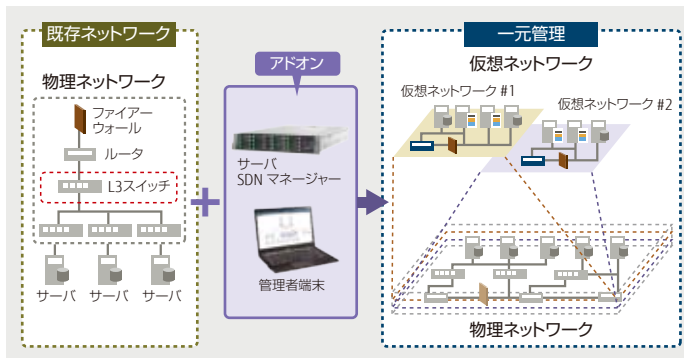 既存ネットワーク
物理ネットワーク
ファイアー
ウォール
ルータ
L3スイッチ
サーバ
サーバ
サーバ
アドオン
サーバ
SDN マネージャー
管理者端末
一元管理
仮想ネットワーク
仮想ネットワーク #1
仮想ネットワーク #2
物理ネットワーク